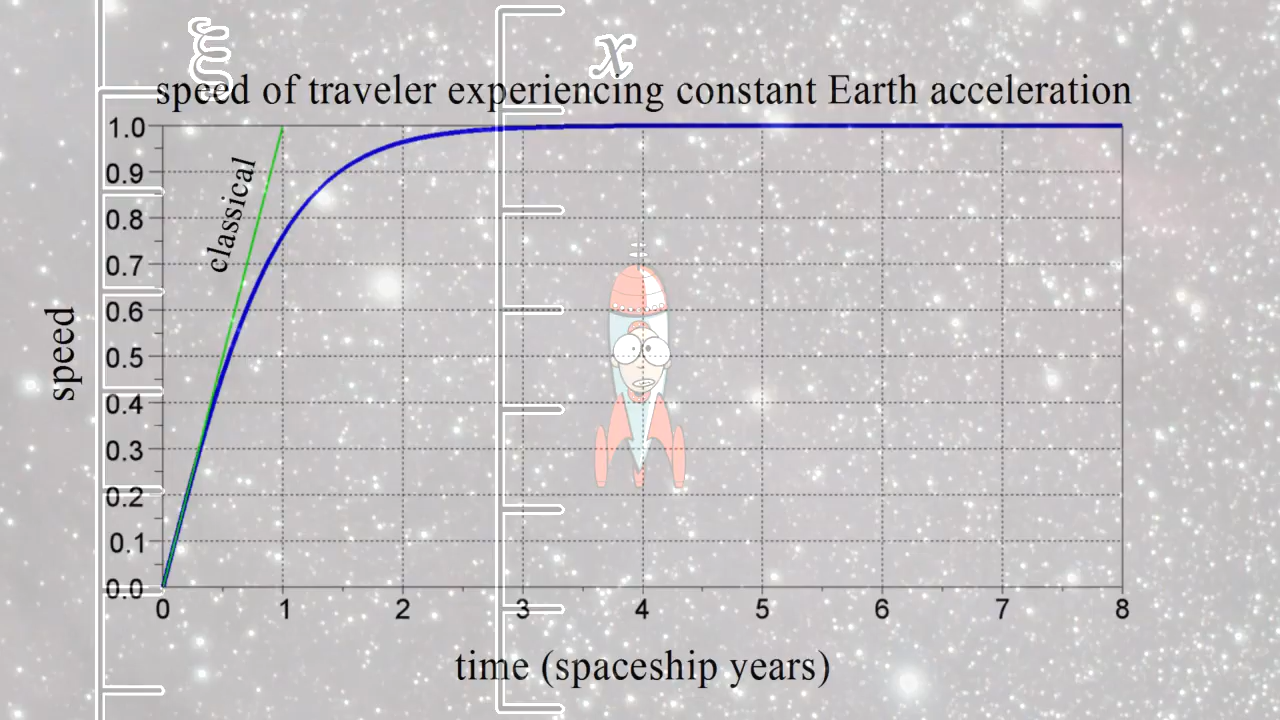 ξ
x
speed of traveler experiencing constant Earth acceleration
1.0
0.9
0.8
0.7
0.6
0.5
0.4
0.3
0.2
0.1
0.0
classical
speed
0 1 2 3 4 5 6 7 8
time (spaceship years)